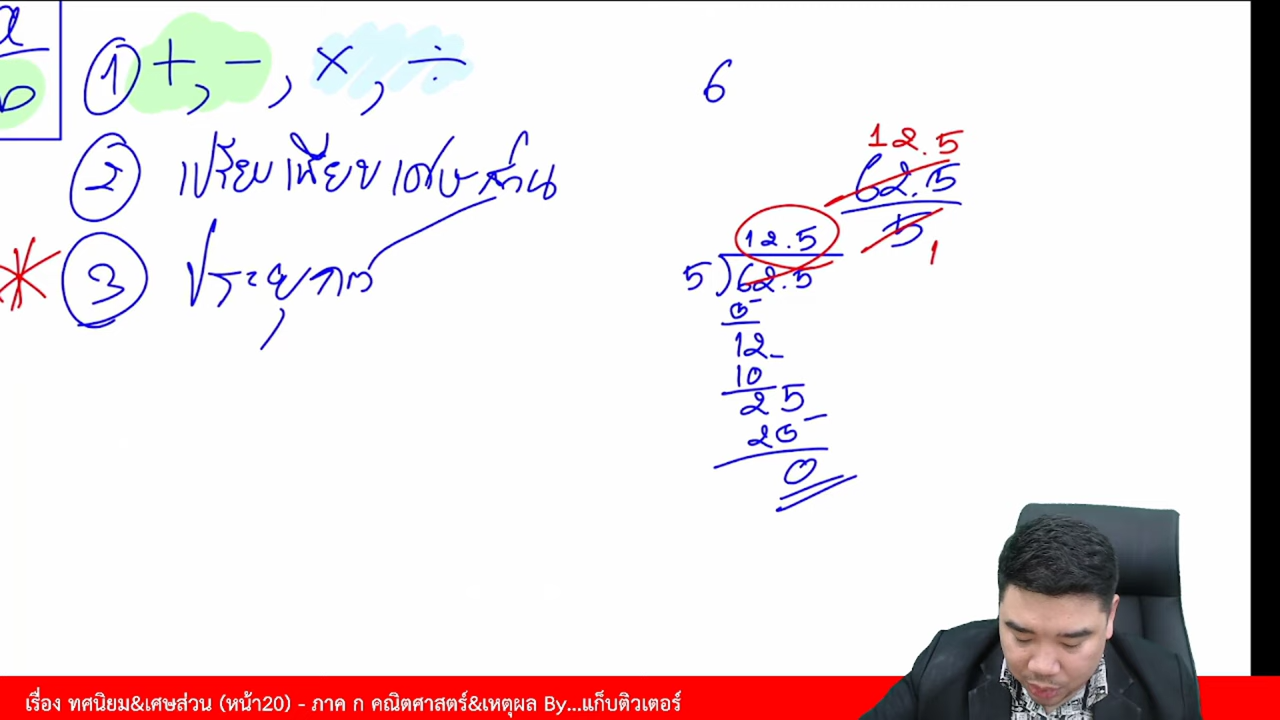 a
b
① +, -, ×, ÷
② เปรียบเทียบเศษส่วน
* ③ ประยุกต์
6
12.5
62.5
5
1
12.5
5)62.5
5
12
10
25
25
0
เรื่อง ทศนิยม&เศษส่วน (หน้า20) - ภาค ก คณิตศาสตร์&เหตุผล By...แก็บติวเตอร์